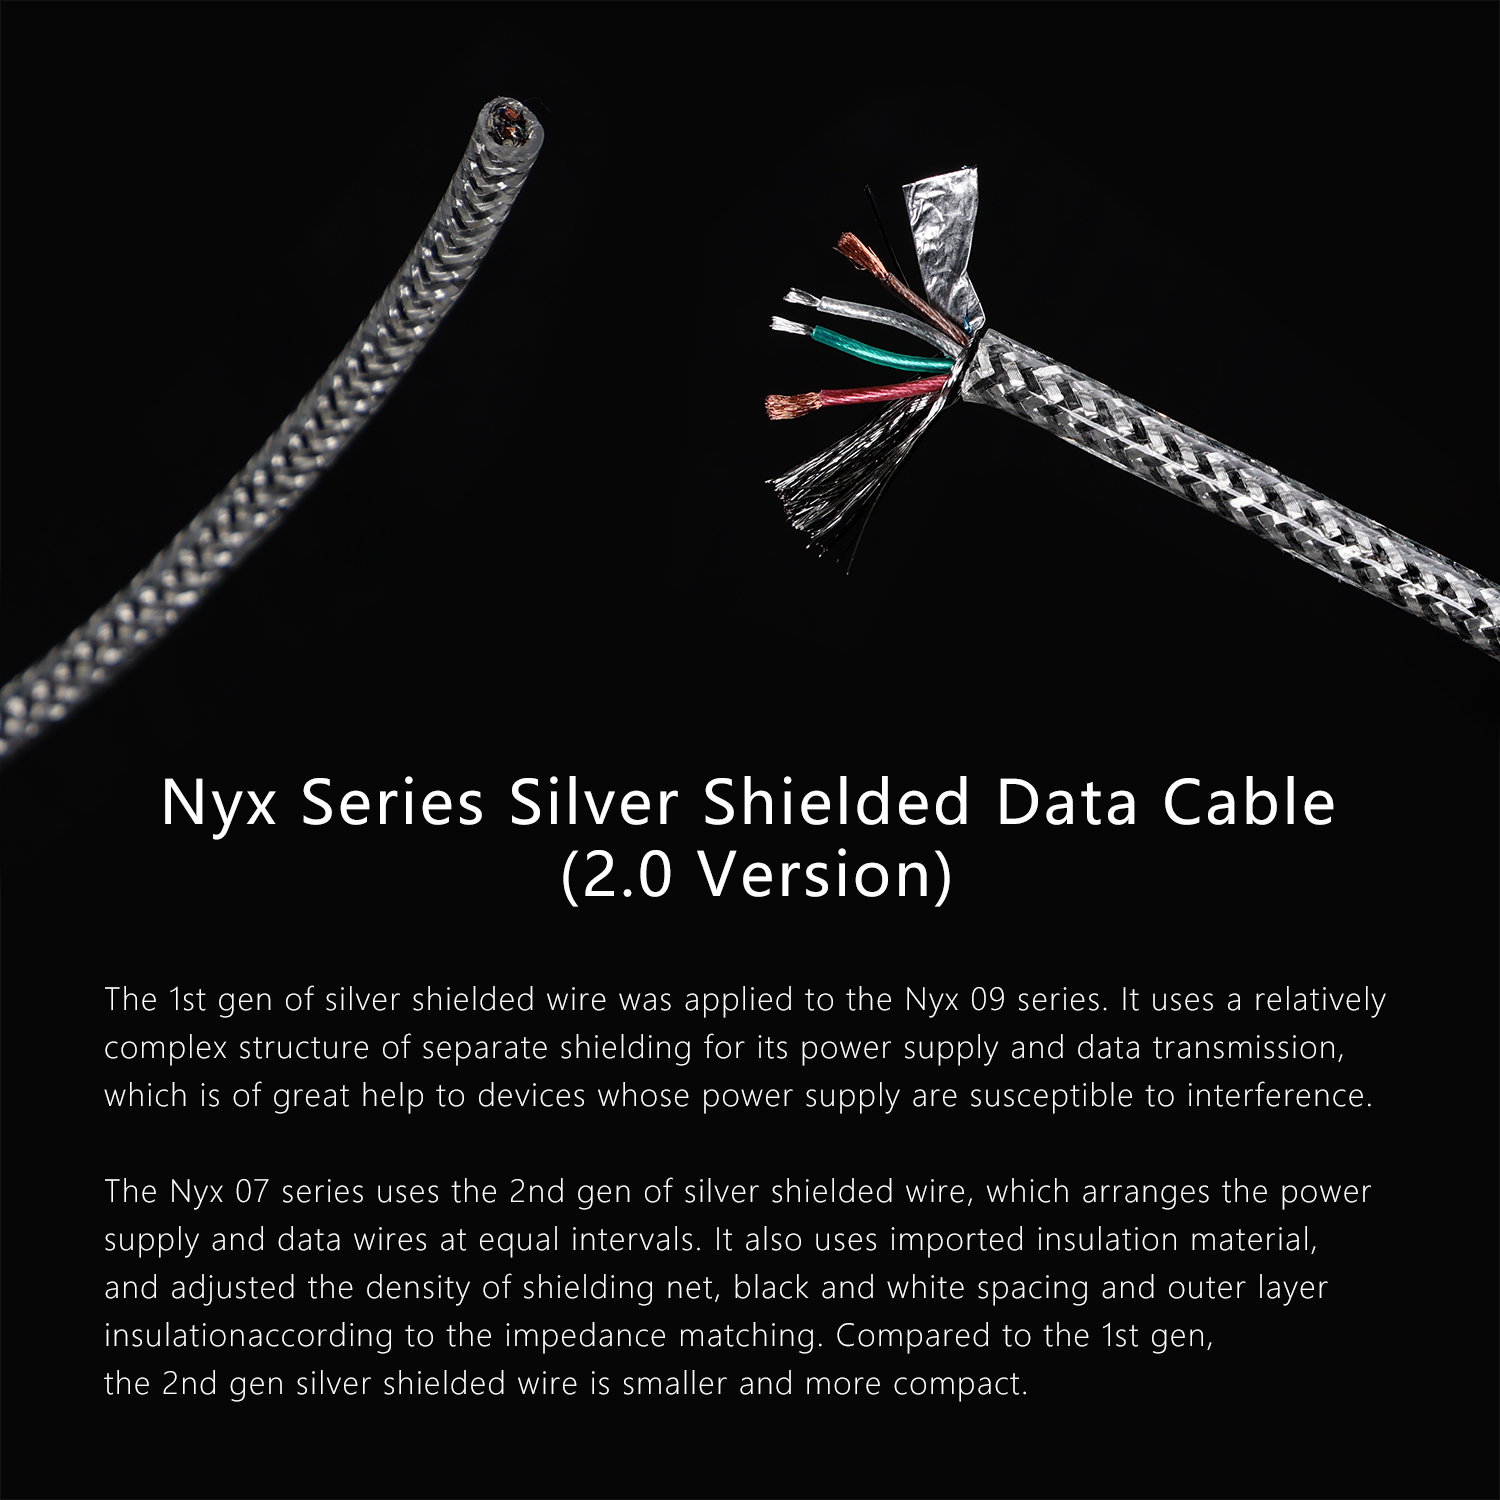 Nyx Series Silver Shielded Data Cable
(2.0 Version)
The 1st gen of silver shielded wire was applied to the Nyx 09 series. It uses a relatively
complex structure of separate shielding for its power supply and data transmission,
which is of great help to devices whose power supply are susceptible to interference.
The Nyx 07 series uses the 2nd gen of silver shielded wire, which arranges the power
supply and data wires at equal intervals. It also uses imported insulation material,
and adjusted the density of shielding net, black and white spacing and outer layer
insulationaccording to the impedance matching. Compared to the 1st gen,
the 2nd gen silver shielded wire is smaller and more compact.